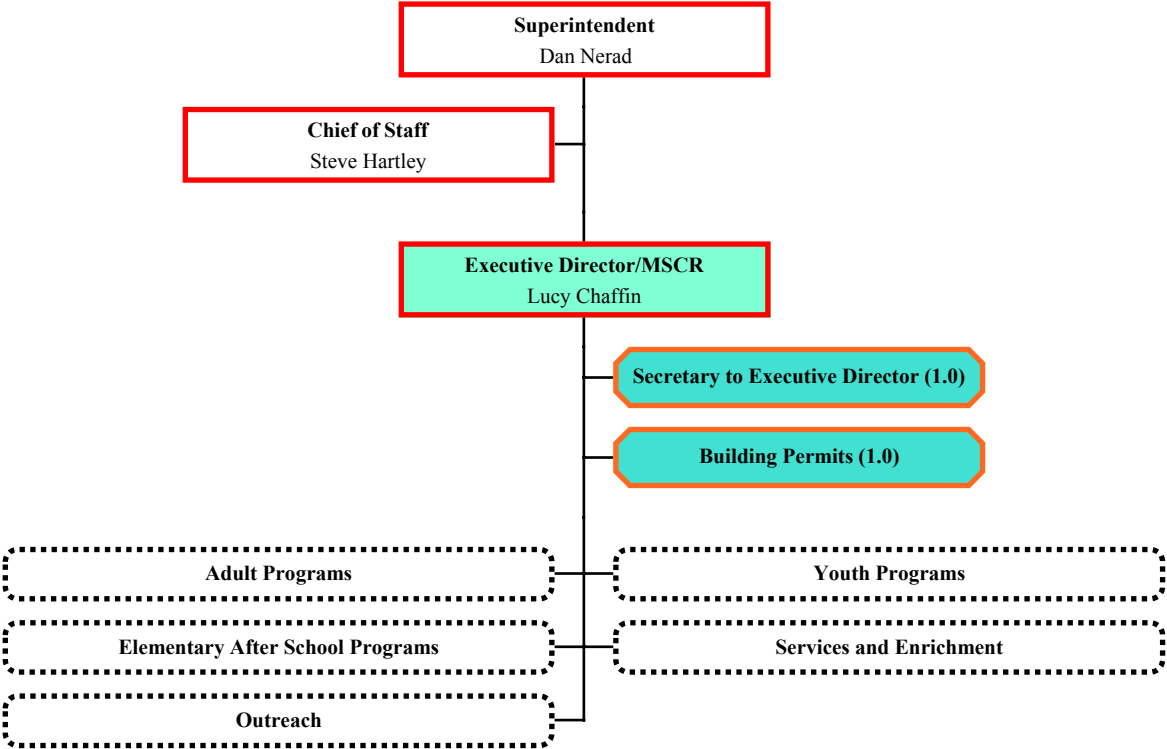 Superintendent
Dan Nerad
Chief of Staff
Steve Hartley
Executive Director/MSCR
Lucy Chaffin
Secretary to Executive Director (1.0)
Building Permits (1.0)
Adult Programs
Youth Programs
Elementary After School Programs
Services and Enrichment
Outreach